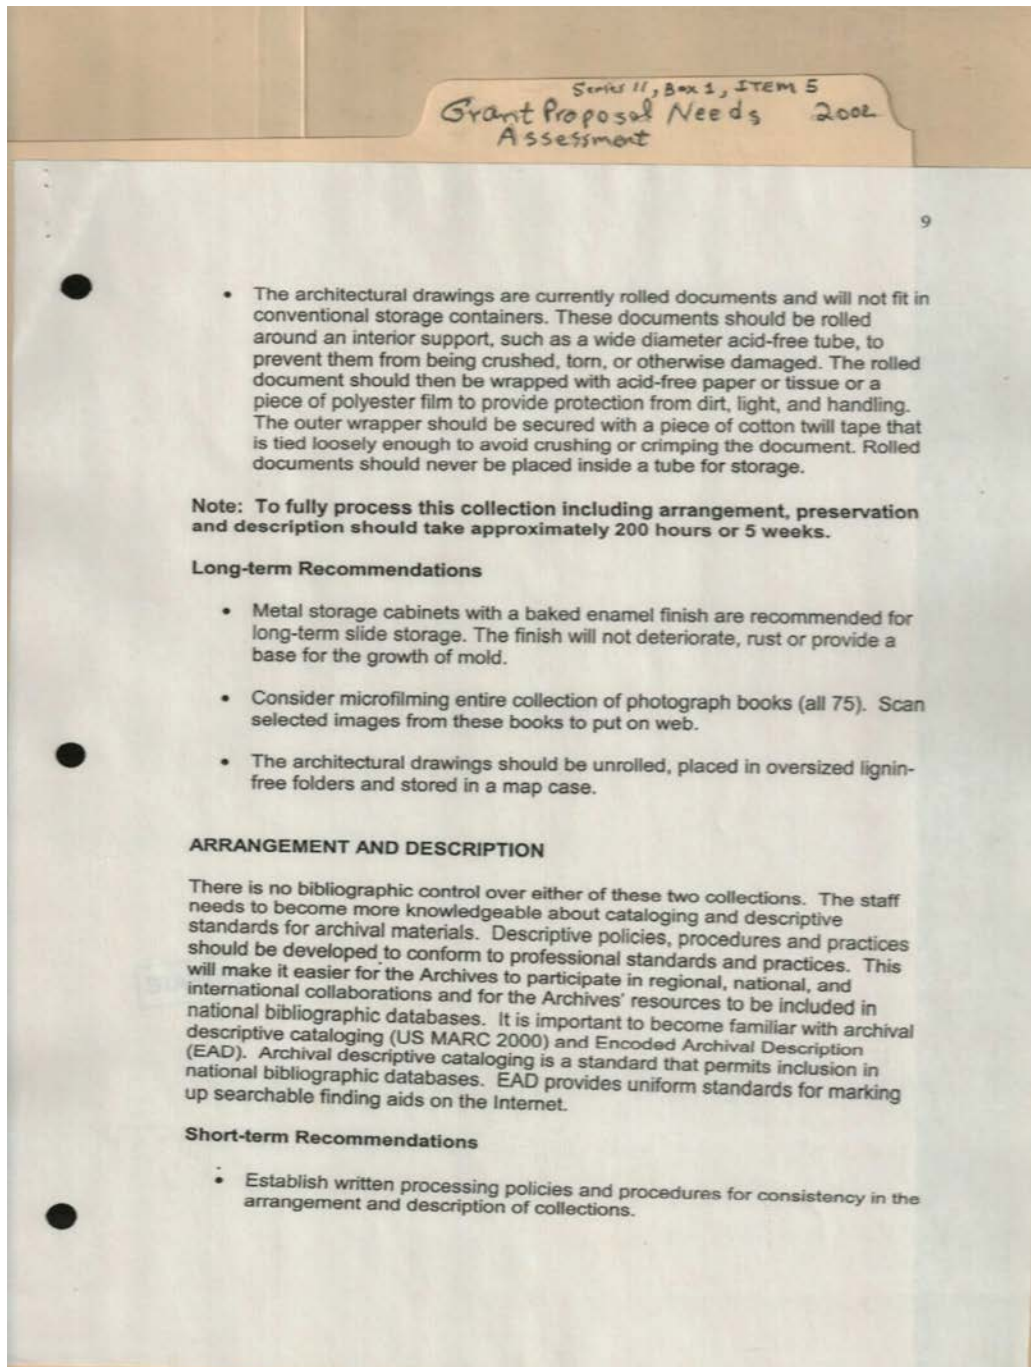 Series II, Box 1, ITEM 5
Grant Proposal Needs 2002
Assessment
9
• The architectural drawings are currently rolled documents and will not fit in
conventional storage containers. These documents should be rolled
around an interior support, such as a wide diameter acid-free tube, to
prevent them from being crushed, torn, or otherwise damaged. The rolled
document should then be wrapped with acid-free paper or tissue or a
piece of polyester film to provide protection from dirt, light, and handling.
The outer wrapper should be secured with a piece of cotton twill tape that
is tied loosely enough to avoid crushing or crimping the document. Rolled
documents should never be placed inside a tube for storage.
Note: To fully process this collection including arrangement, preservation
and description should take approximately 200 hours or 5 weeks.
Long-term Recommendations
• Metal storage cabinets with a baked enamel finish are recommended for
long-term slide storage. The finish will not deteriorate, rust or provide a
base for the growth of mold.
• Consider microfilming entire collection of photograph books (all 75). Scan
selected images from these books to put on web.
• The architectural drawings should be unrolled, placed in oversized lignin-
free folders and stored in a map case.
ARRANGEMENT AND DESCRIPTION
There is no bibliographic control over either of these two collections. The staff
needs to become more knowledgeable about cataloging and descriptive
standards for archival materials. Descriptive policies, procedures and practices
should be developed to conform to professional standards and practices. This
will make it easier for the Archives to participate in regional, national, and
international collaborations and for the Archives' resources to be included in
national bibliographic databases. It is important to become familiar with archival
descriptive cataloging (US MARC 2000) and Encoded Archival Description
(EAD). Archival descriptive cataloging is a standard that permits inclusion in
national bibliographic databases. EAD provides uniform standards for marking
up searchable finding aids on the Internet.
Short-term Recommendations
• Establish written processing policies and procedures for consistency in the
arrangement and description of collections.